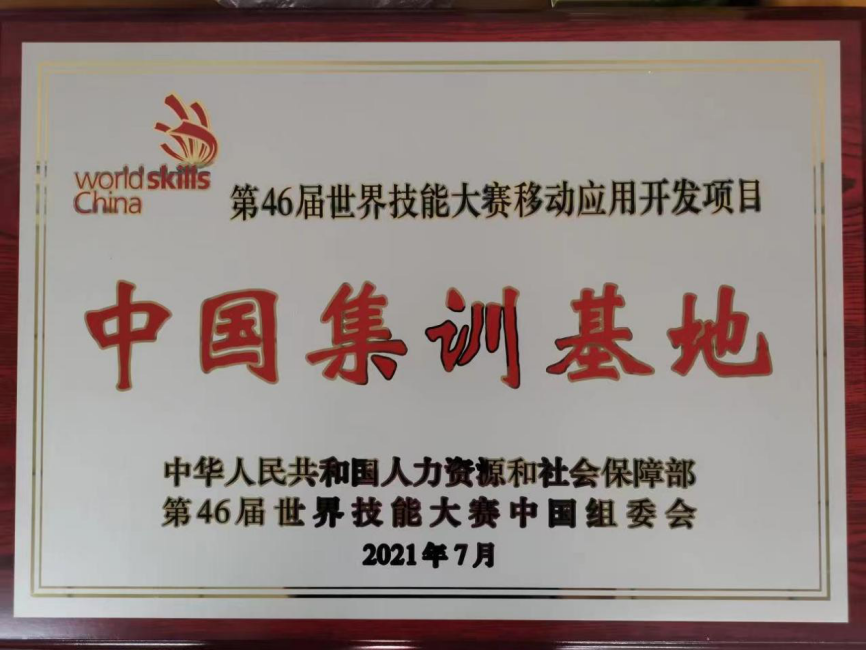 world skills
China
第46届世界技能大赛移动应用开发项目
中国集训基地
中华人民共和国人力资源和社会保障部
第46届世界技能大赛中国组委会
2021年7月